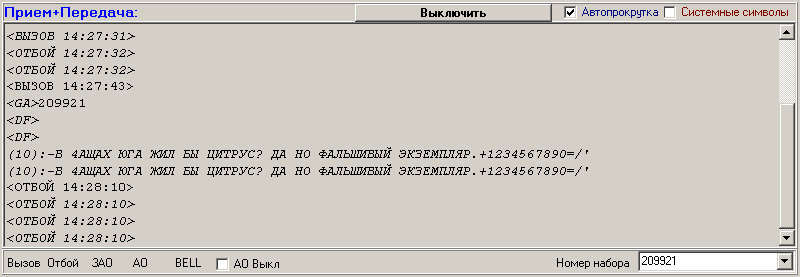 Прием+Передача: Выключить Автопрокрутка Системные символы
<ВЫЗОВ 14:27:31>
<ОТБОЙ 14:27:32>
<ОТБОЙ 14:27:32>
<ВЫЗОВ 14:27:43>
<GA>209921
<DF>
<DF>
(10):-В 4АЩАХ ЮГА ЖИЛ БЫ ЦИТРУС? ДА НО ФАЛЬШИВЫЙ ЭКЗЕМПЛЯР.+1234567890=/'
(10):-В 4АЩАХ ЮГА ЖИЛ БЫ ЦИТРУС? ДА НО ФАЛЬШИВЫЙ ЭКЗЕМПЛЯР.+1234567890=/'
<ОТБОЙ 14:28:10>
<ОТБОЙ 14:28:10>
<ОТБОЙ 14:28:10>
<ОТБОЙ 14:28:10>
Вызов Отбой ЗАО АО BELL АО Выкл Номер набора 209921